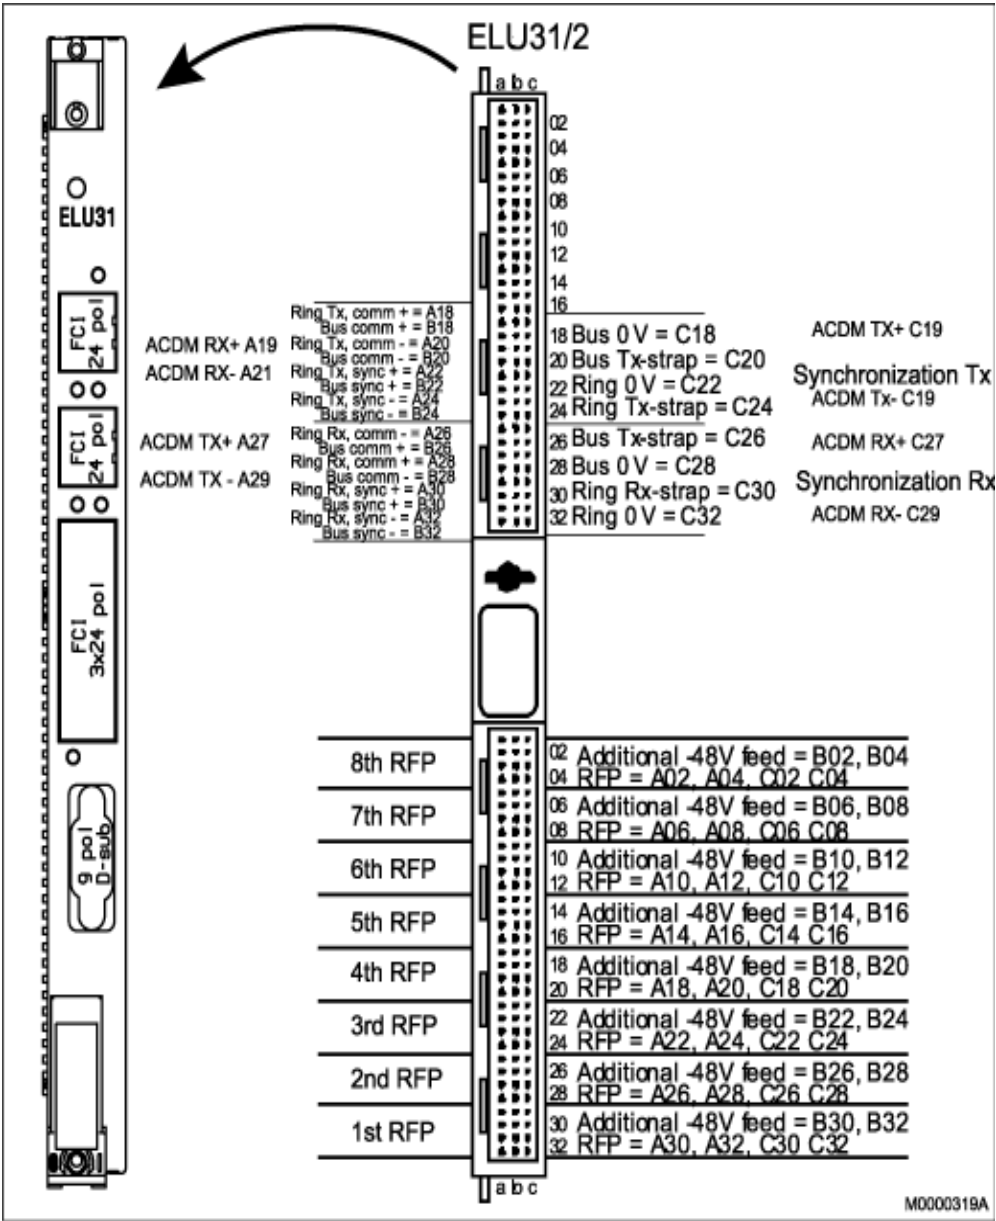 ELU31/2
a b c
02
04
06
08
10
12
14
16
ELU31
FCI
24 pol
FCI
24 pol
FCI
3x24 pol
9 pol
D-sub
ACDM RX+ A19
ACDM RX- A21
ACDM TX+ A27
ACDM TX - A29
Ring Tx, comm + = A18
Bus comm + = B18
Ring Tx, comm - = A20
Bus comm - = B20
Ring Tx, sync + = A22
Bus sync + = B22
Ring Tx, sync - = A24
Bus sync - = B24
Ring Rx, comm - = A26
Bus comm + = B26
Ring Rx, comm + = A28
Bus comm - = B28
Ring Rx, sync + = A30
Bus sync + = B30
Ring Rx, sync - = A32
Bus sync - = B32
18 Bus 0 V = C18
20 Bus Tx-strap = C20
22 Ring 0 V = C22
24 Ring Tx-strap = C24
26 Bus Tx-strap = C26
28 Bus 0 V = C28
30 Ring Rx-strap = C30
32 Ring 0 V = C32
ACDM TX+ C19
Synchronization Tx
ACDM Tx- C19
ACDM RX+ C27
Synchronization Rx
ACDM RX- C29
8th RFP
02 Additional -48V feed = B02, B04
04 RFP = A02, A04, C02 C04
7th RFP
06 Additional -48V feed = B06, B08
08 RFP = A06, A08, C06 C08
6th RFP
10 Additional -48V feed = B10, B12
12 RFP = A10, A12, C10 C12
5th RFP
14 Additional -48V feed = B14, B16
16 RFP = A14, A16, C14 C16
4th RFP
18 Additional -48V feed = B18, B20
20 RFP = A18, A20, C18 C20
3rd RFP
22 Additional -48V feed = B22, B24
24 RFP = A22, A24, C22 C24
2nd RFP
26 Additional -48V feed = B26, B28
28 RFP = A26, A28, C26 C28
1st RFP
30 Additional -48V feed = B30, B32
32 RFP = A30, A32, C30 C32
a b c
M0000319A